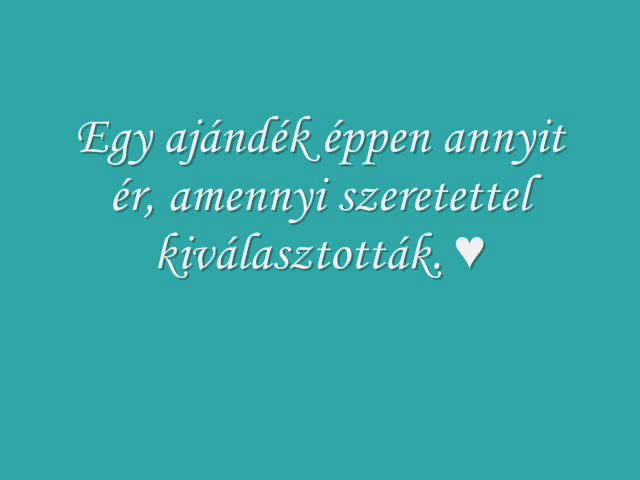 Egy ajándék éppen annyit
ér, amennyi szeretettel
kiválasztották. ♥